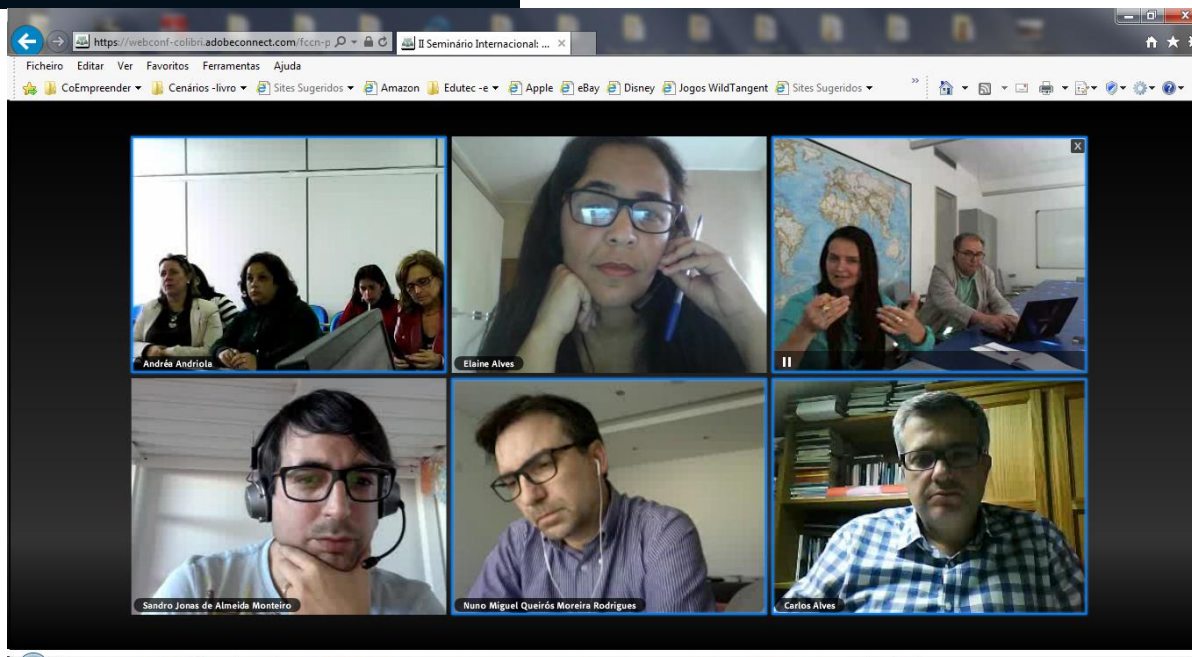 https://webconf-colibri.adobeconnect.com/fccn-p
II Seminário Internacional: ...
Ficheiro Editar Ver Favoritos Ferramentas Ajuda
CoEmpreender Cenários -livro Sites Sugeridos Amazon Edutec -e Apple eBay Disney Jogos WildTangent Sites Sugeridos
Andréa Andriola
Elaine Alves
Sandro Jonas de Almeida Monteiro
Nuno Miguel Queirós Moreira Rodrigues
Carlos Alves